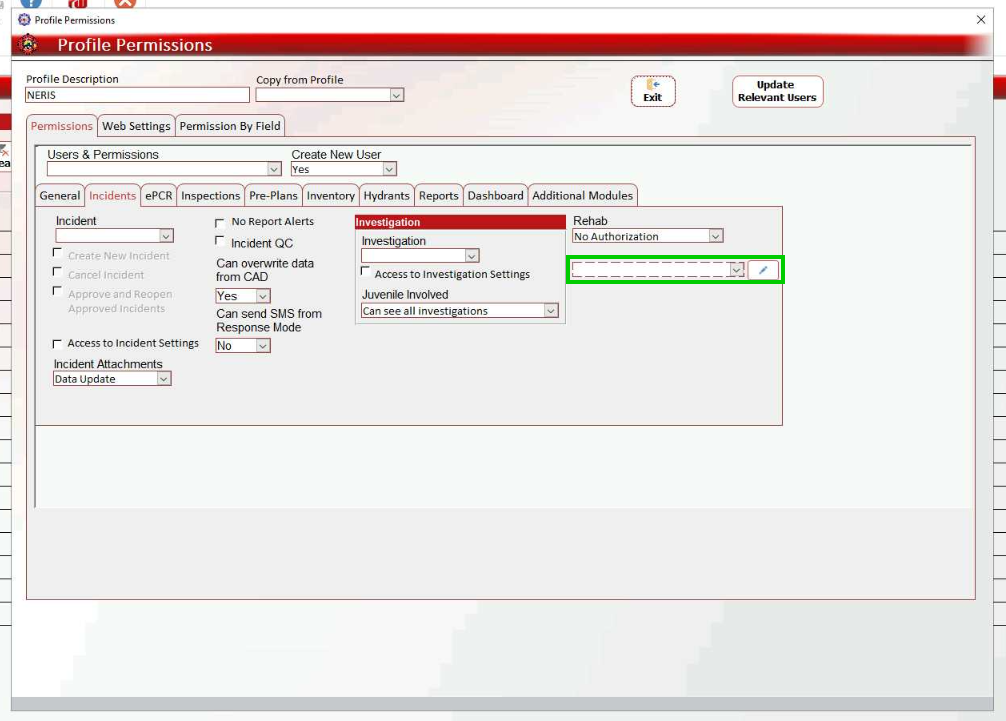 Profile Permissions
Profile Permissions
Profile Description
Copy from Profile
NERIS
Exit
Update
Relevant Users
Permissions
Web Settings
Permission By Field
Users & Permissions
Create New User
Yes
General
Incidents
ePCR
Inspections
Pre-Plans
Inventory
Hydrants
Reports
Dashboard
Additional Modules
Incident
Create New Incident
Cancel Incident
Approve and Reopen
Approved Incidents
Access to Incident Settings
Incident Attachments
Data Update
No Report Alerts
Incident QC
Can overwrite data
from CAD
Yes
Can send SMS from
Response Mode
No
Investigation
Investigation
Access to Investigation Settings
Juvenile Involved
Can see all investigations
Rehab
No Authorization